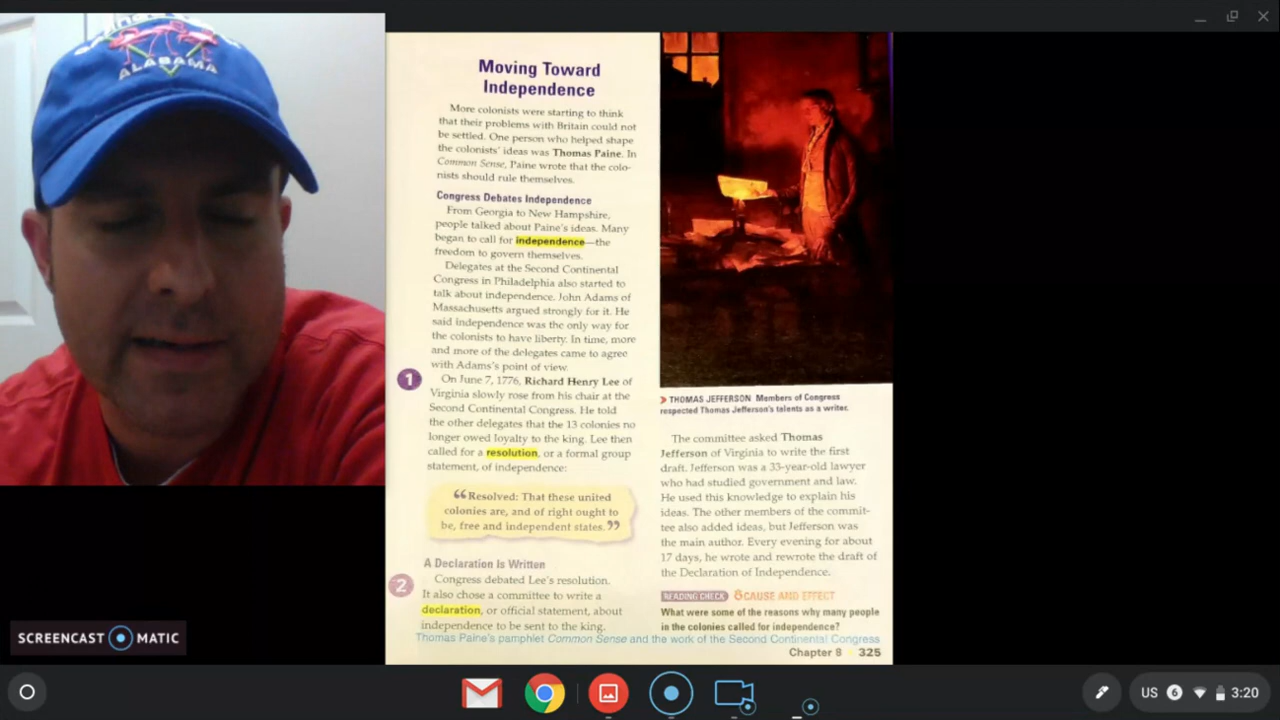 ALABAMA
SCREENCAST MATIC
Moving Toward
Independence
More colonists were starting to think
that their problems with Britain could not
be settled. One person who helped shape
the colonists' ideas was Thomas Paine. In
Common Sense, Paine wrote that the colo-
nists should rule themselves.
Congress Debates Independence
From Georgia to New Hampshire,
people talked about Paine's ideas. Many
began to call for independence—the
freedom to govern themselves.
Delegates at the Second Continental
Congress in Philadelphia also started to
talk about independence. John Adams of
Massachusetts argued strongly for it. He
said independence was the only way for
the colonists to have liberty. In time, more
and more of the delegates came to agree
with Adams's point of view.
1
On June 7, 1776, Richard Henry Lee of
Virginia slowly rose from his chair at the
Second Continental Congress. He told
the other delegates that the 13 colonies no
longer owed loyalty to the king. Lee then
called for a resolution, or a formal group
statement, of independence:
“Resolved: That these united
colonies are, and of right ought to
be, free and independent states.”
A Declaration Is Written
2
Congress debated Lee's resolution.
It also chose a committee to write a
declaration, or official statement, about
independence to be sent to the king.
> THOMAS JEFFERSON Members of Congress
respected Thomas Jefferson's talents as a writer.
The committee asked Thomas
Jefferson of Virginia to write the first
draft. Jefferson was a 33-year-old lawyer
who had studied government and law.
He used this knowledge to explain his
ideas. The other members of the commit-
tee also added ideas, but Jefferson was
the main author. Every evening for about
17 days, he wrote and rewrote the draft of
the Declaration of Independence.
READING CHECK CAUSE AND EFFECT
What were some of the reasons why many people
in the colonies called for independence?
Thomas Paine's pamphlet Common Sense and the work of the Second Continental Congress
Chapter 8 325
US 6 3:20